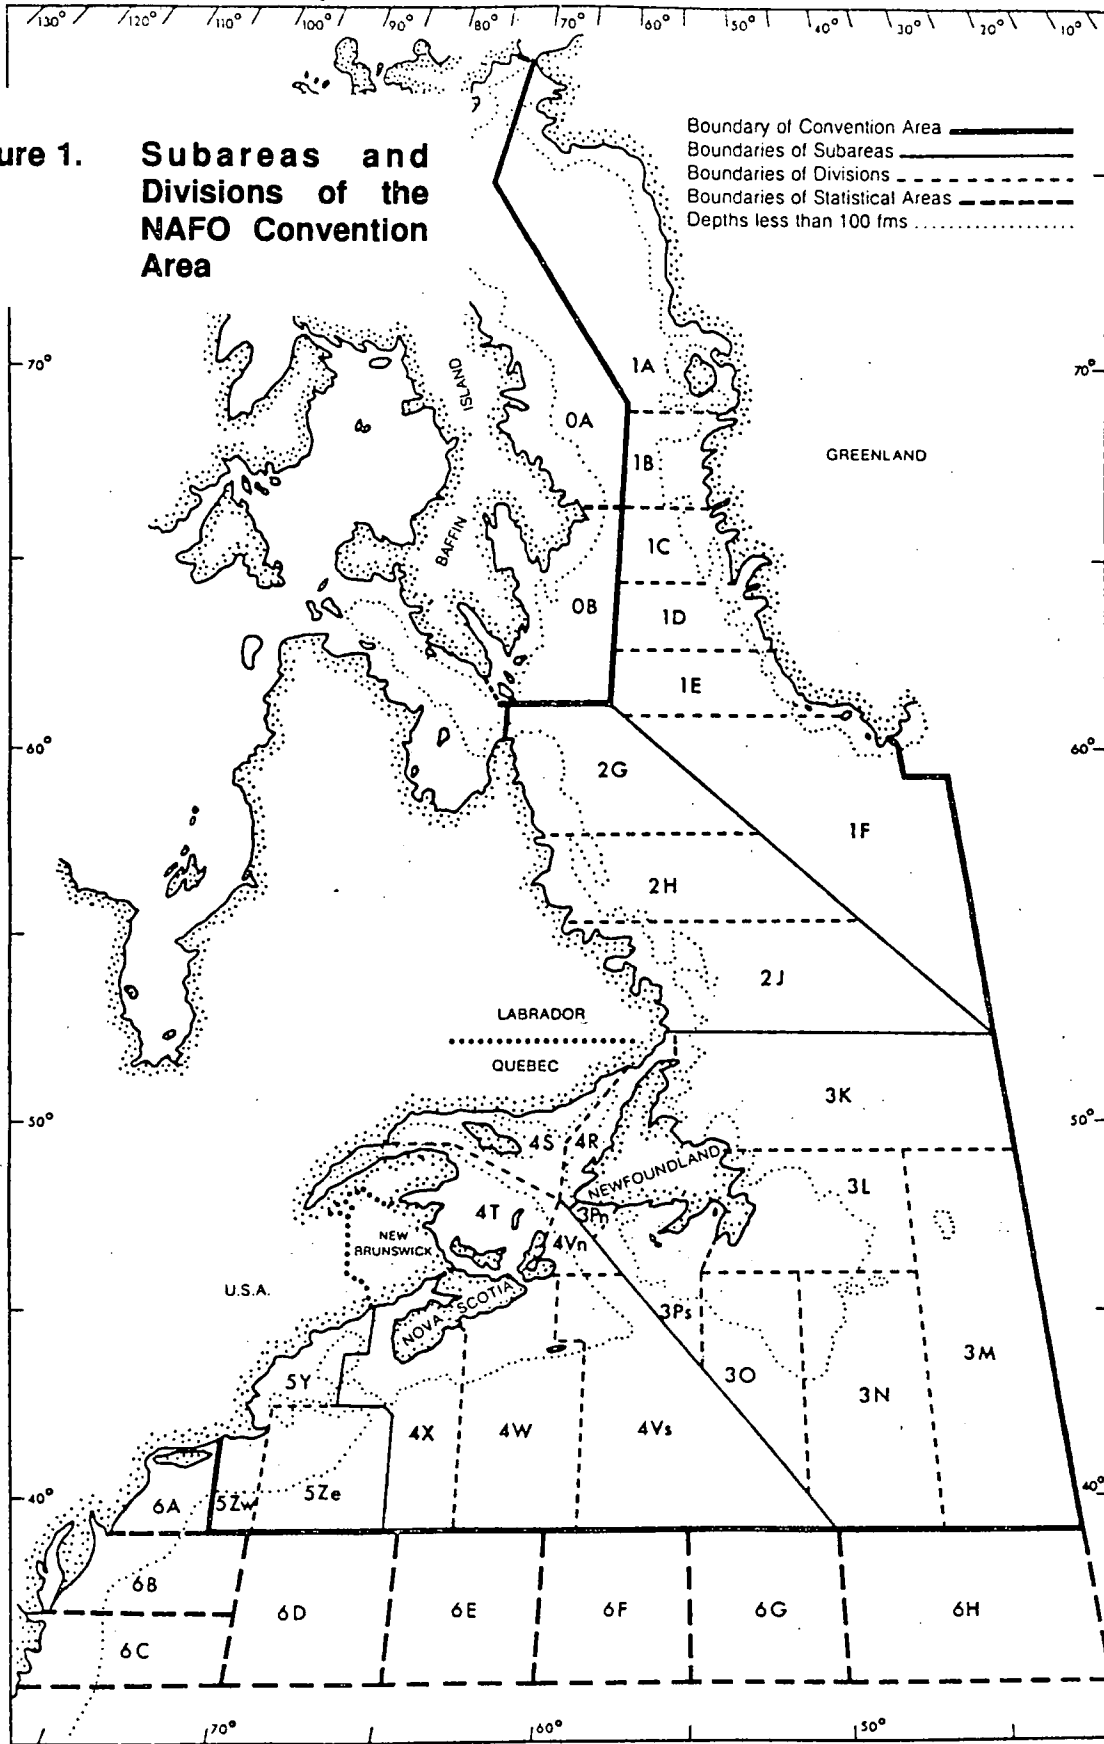 130° 120° 110° 100° 90° 80° 70° 60° 50° 40° 30° 20° 10°
ure 1. Subareas and
Divisions of the
NAFO Convention
Area
Boundary of Convention Area
Boundaries of Subareas
Boundaries of Divisions
Boundaries of Statistical Areas
Depths less than 100 fms
70°
ISLAND
1A
70°
0A
1B
GREENLAND
BAFFIN
1C
0B
1D
1E
60°
2G
60°
1F
2H
2J
LABRADOR
QUEBEC
3K
50°
4S 4R
50°
NEWFOUNDLAND
3L
4T
3Pn
NEW
BRUNSWICK
4Vn
U.S.A.
NOVA SCOTIA
3Ps
3M
5Y
3O
3N
4X
4W
4Vs
40°
6A
5Zw
5Ze
40°
6B
6D
6E
6F
6G
6H
6C
70°
60°
50°